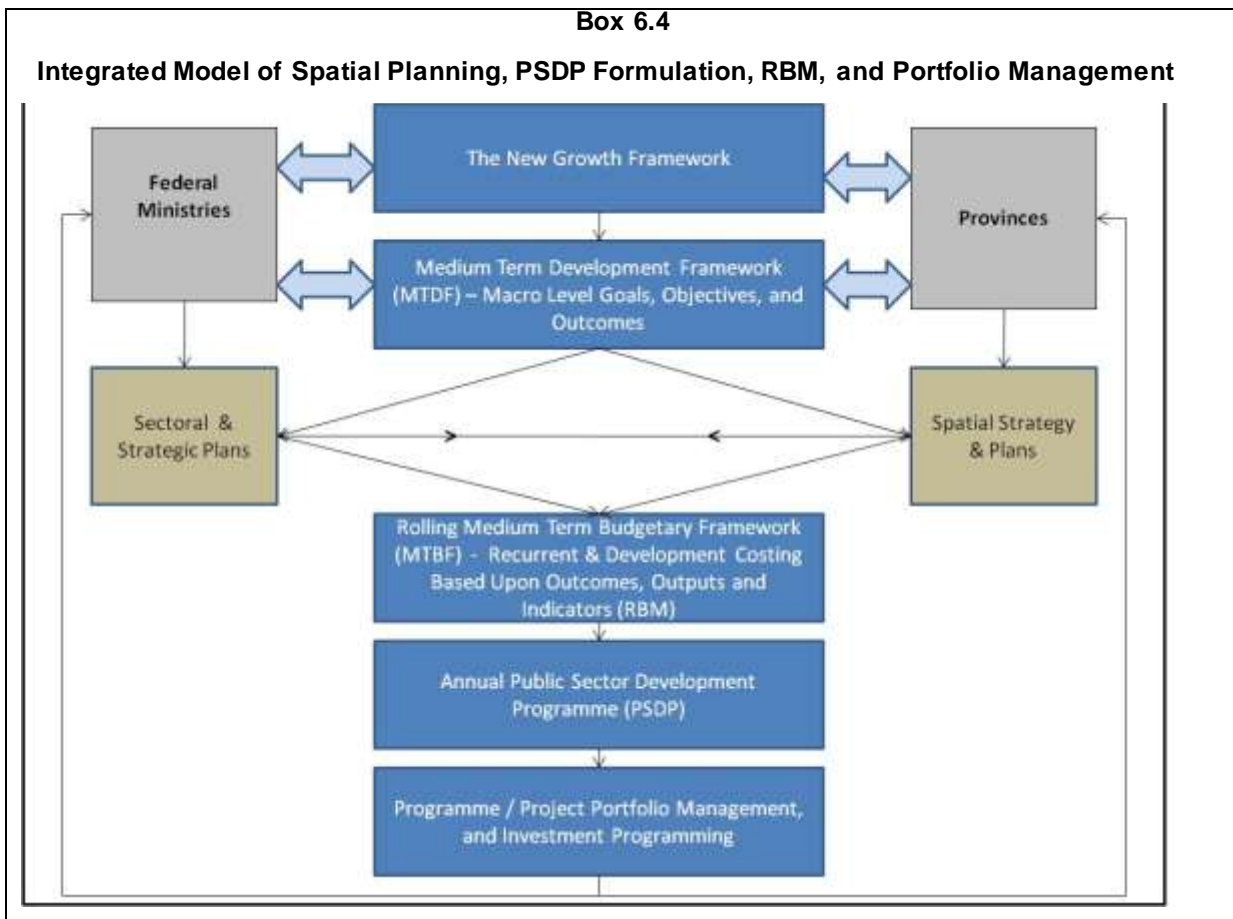 Box 6.4
Integrated Model of Spatial Planning, PSDP Formulation, RBM, and Portfolio Management
The New Growth Framework
Federal
Ministries
Provinces
Medium Term Development Framework
(MTDF) – Macro Level Goals, Objectives, and
Outcomes
Sectoral &
Strategic Plans
Spatial Strategy
& Plans
Rolling Medium Term Budgetary Framework
(MTBF) - Recurrent & Development Costing
Based Upon Outcomes, Outputs and
Indicators (RBM)
Annual Public Sector Development
Programme (PSDP)
Programme / Project Portfolio Management,
and Investment Programming